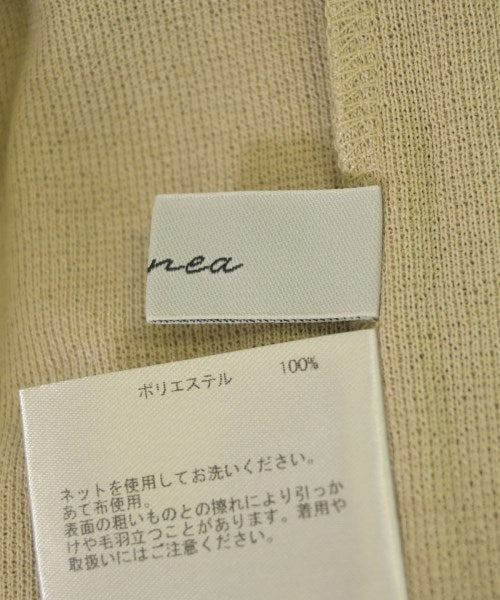 nea
ポリエステル 100%
ネットを使用してお洗いください。
あて布使用。
表面の粗いものとの擦れにより引っか
けや毛羽立つことがあります。着用や
取扱いにはご注意ください。